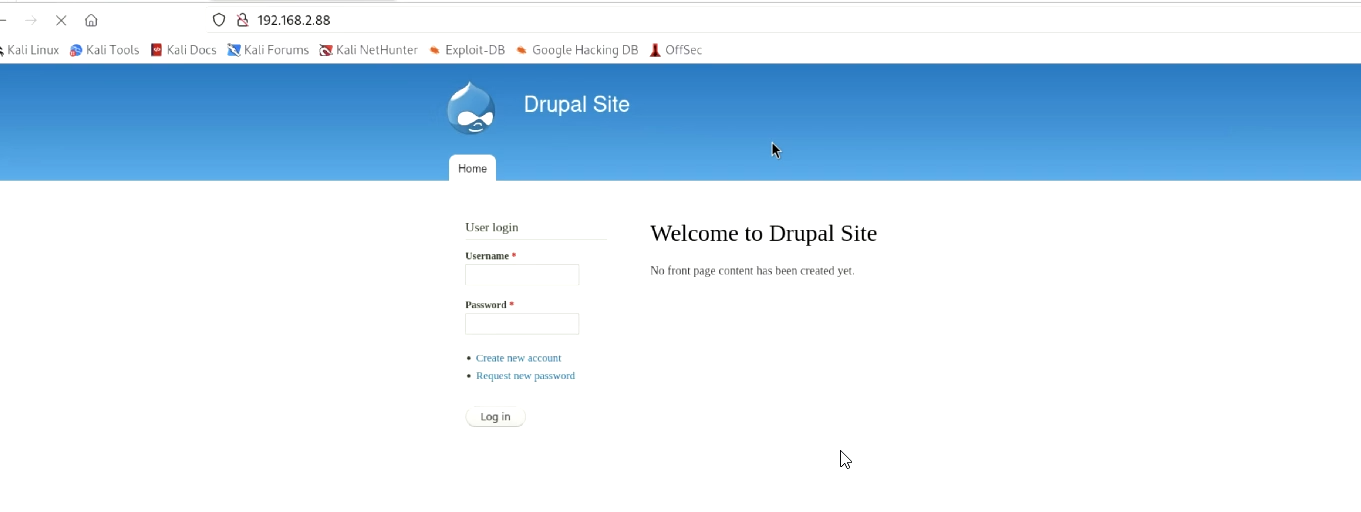 192.168.2.88
Kali Linux Kali Tools Kali Docs Kali Forums Kali NetHunter Exploit-DB Google Hacking DB OffSec
Drupal Site
Home
User login
Username *
Password *
Create new account
Request new password
Log in
Welcome to Drupal Site
No front page content has been created yet.